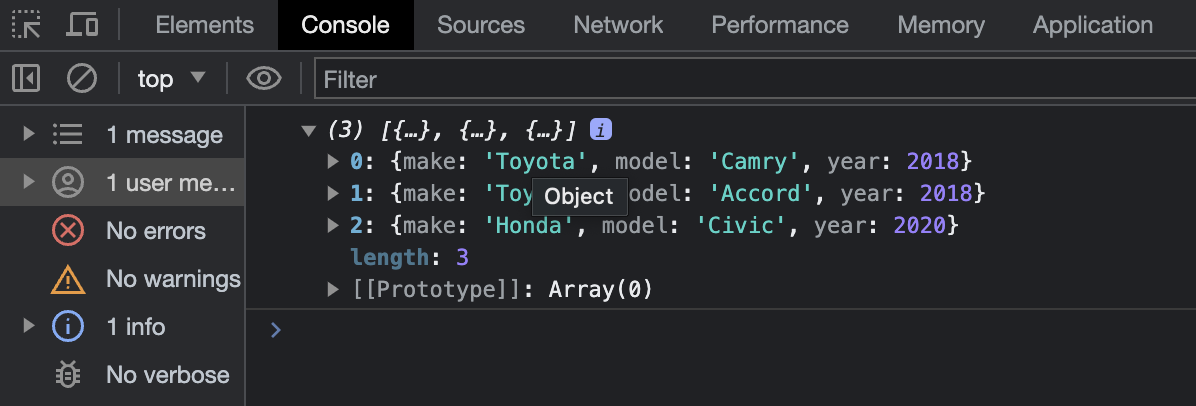 Elements Console Sources Network Performance Memory Application
top Filter
1 message
1 user me…
No errors
No warnings
1 info
No verbose
(3) [{…}, {…}, {…}] i
0: {make: 'Toyota', model: 'Camry', year: 2018}
1: {make: 'Toy Object odel: 'Accord', year: 2018}
2: {make: 'Honda', model: 'Civic', year: 2020}
length: 3
[[Prototype]]: Array(0)